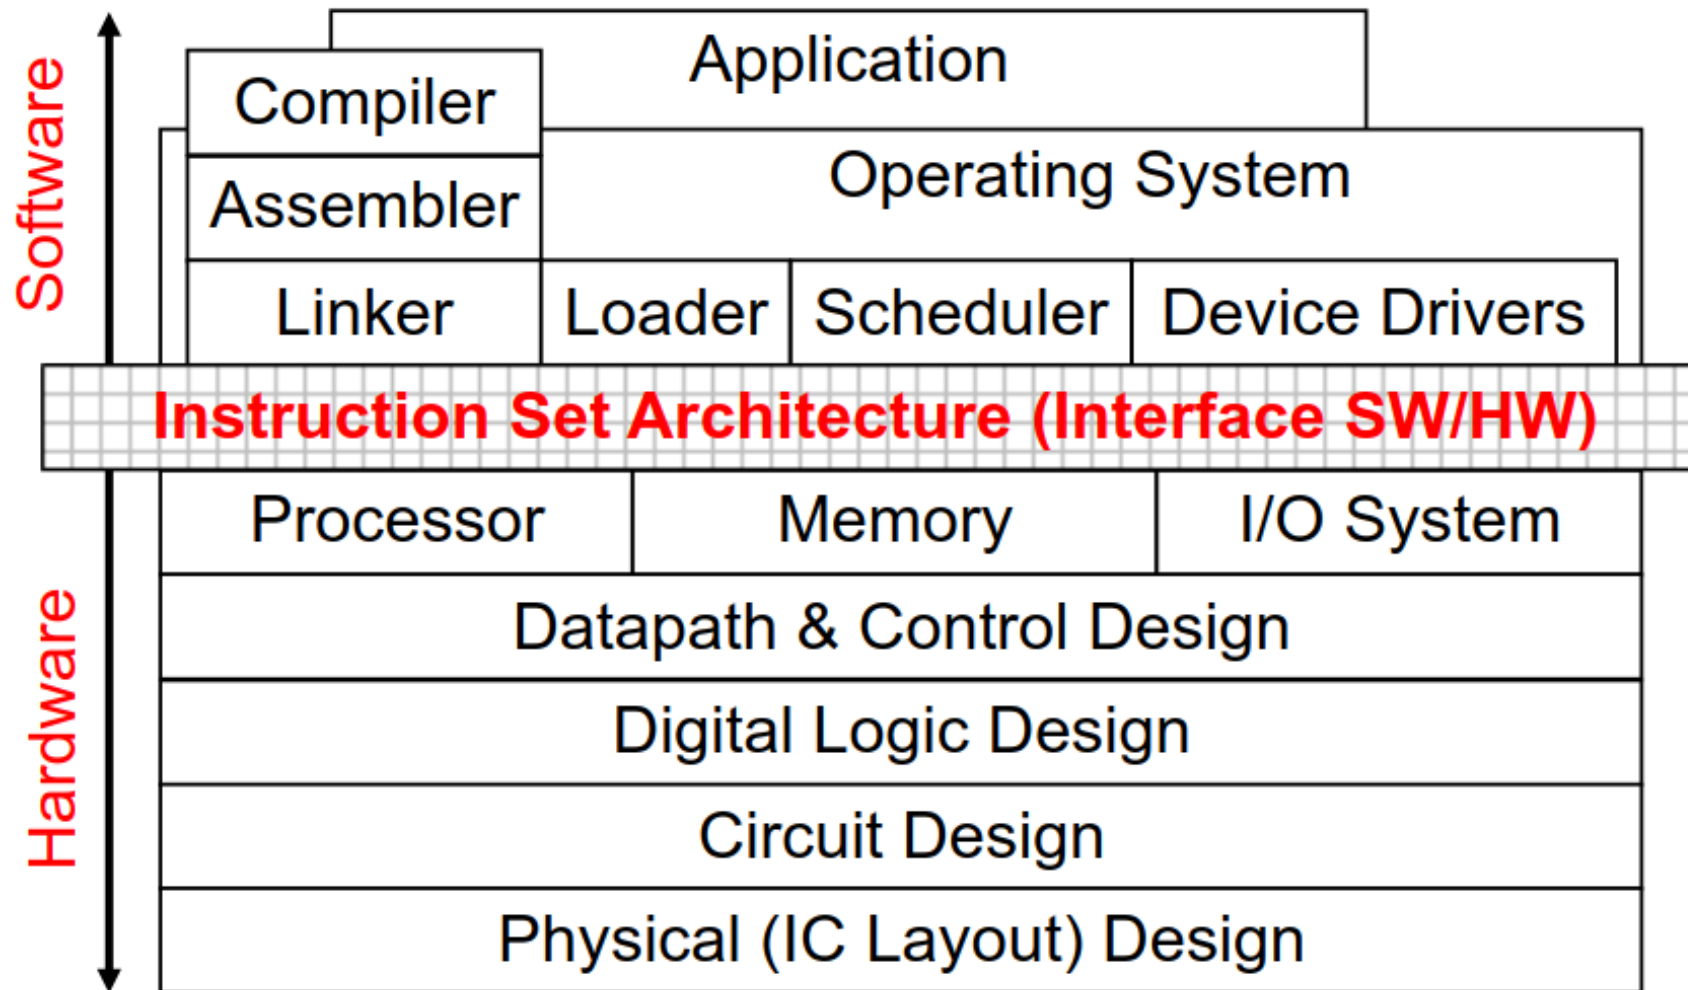 Software
Application
Compiler
Operating System
Assembler
Linker
Loader
Scheduler
Device Drivers
Instruction Set Architecture (Interface SW/HW)
Hardware
Processor
Memory
I/O System
Datapath & Control Design
Digital Logic Design
Circuit Design
Physical (IC Layout) Design